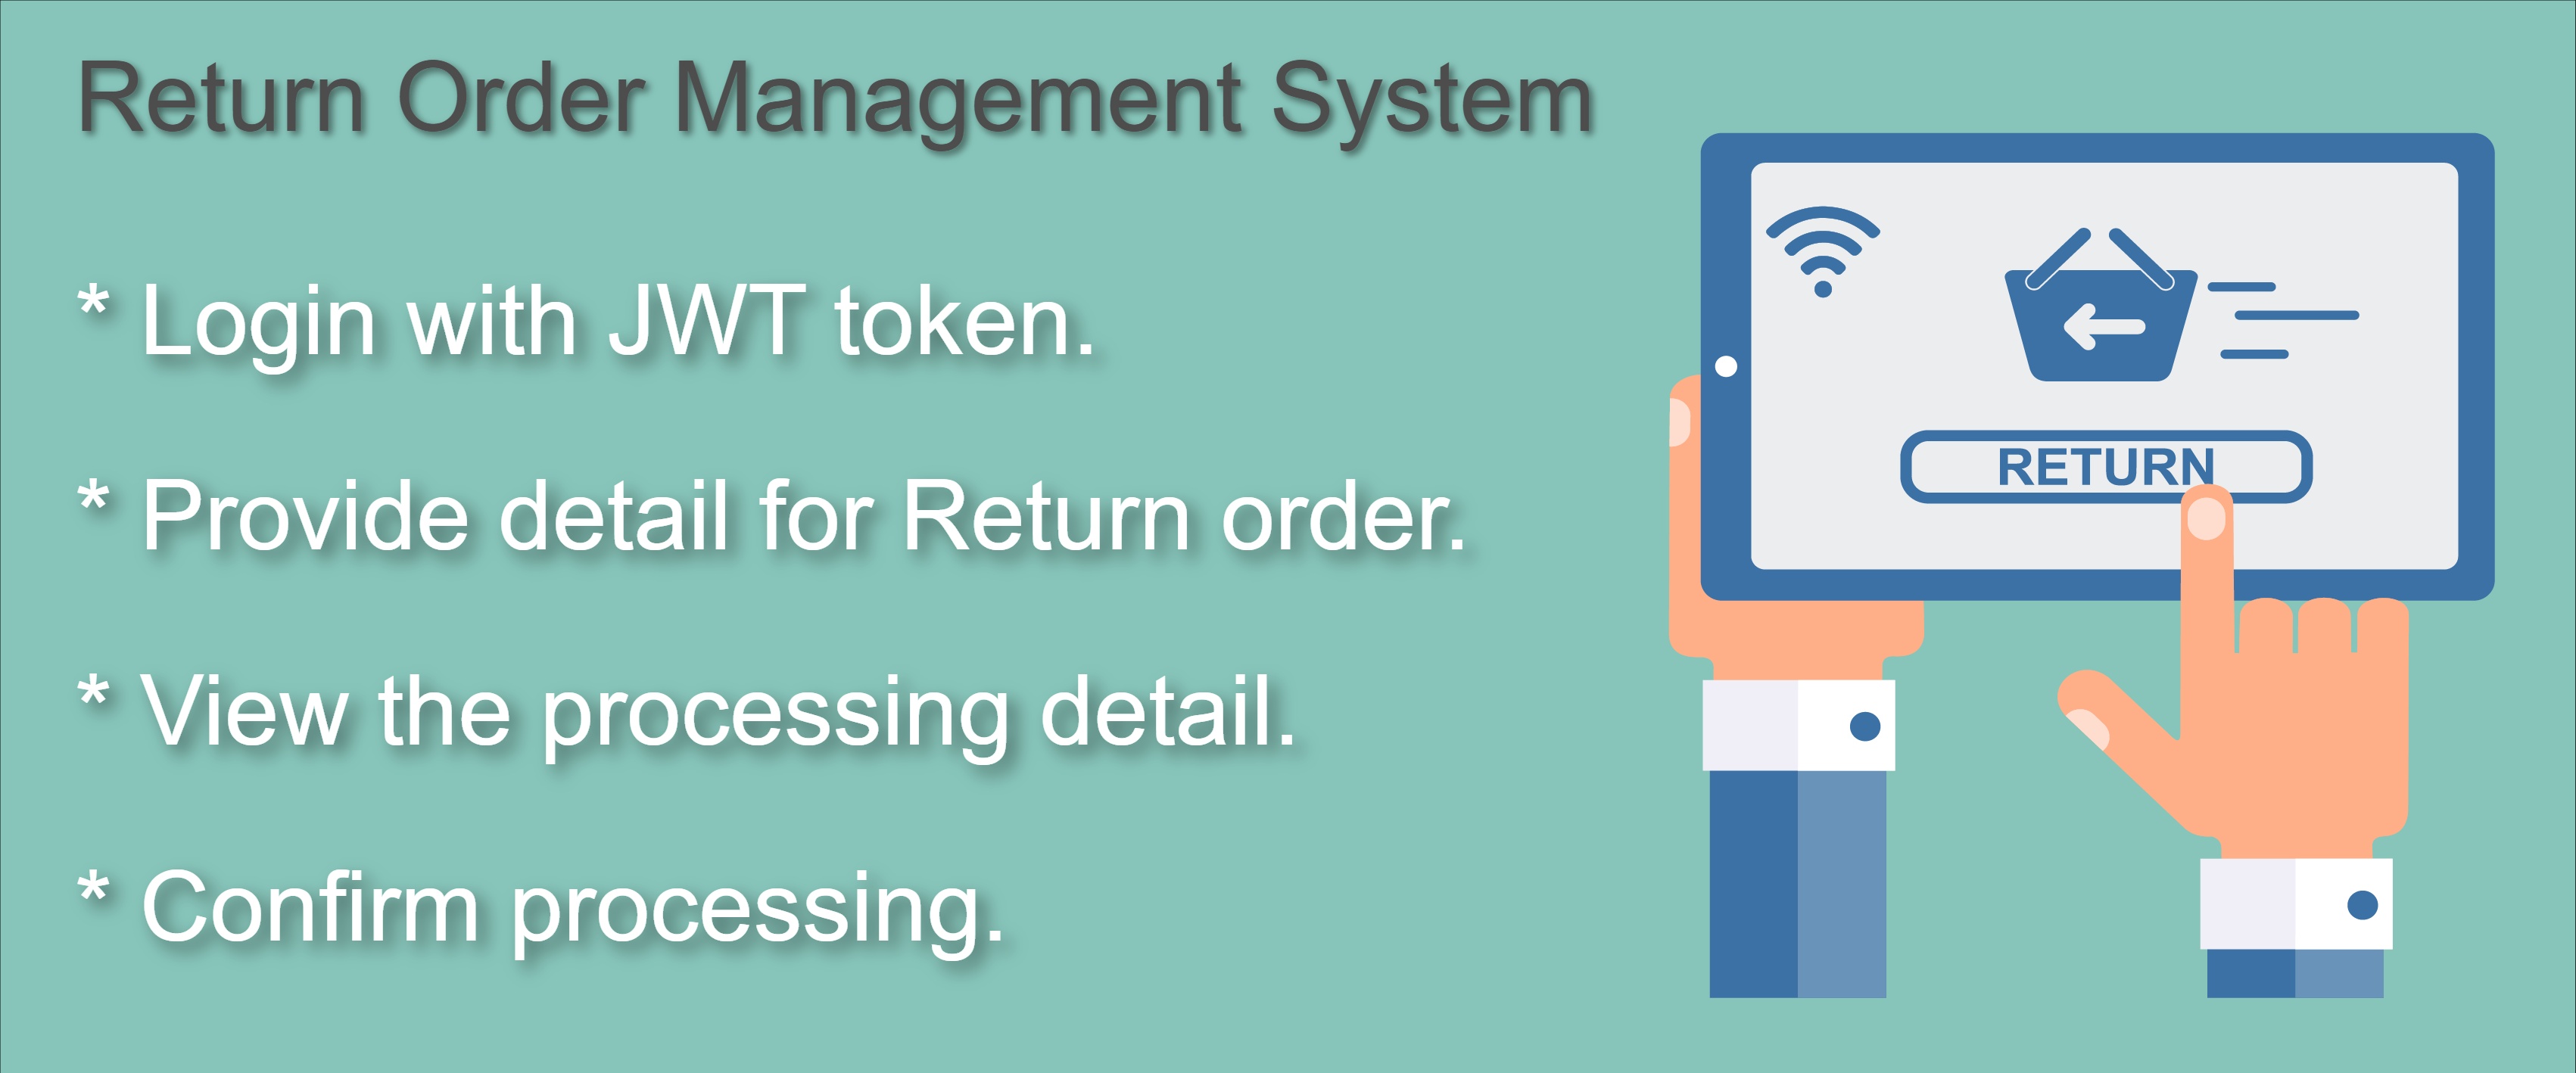 Return Order Management System
* Login with JWT token.
* Provide detail for Return order.
* View the processing detail.
* Confirm processing.
RETURN